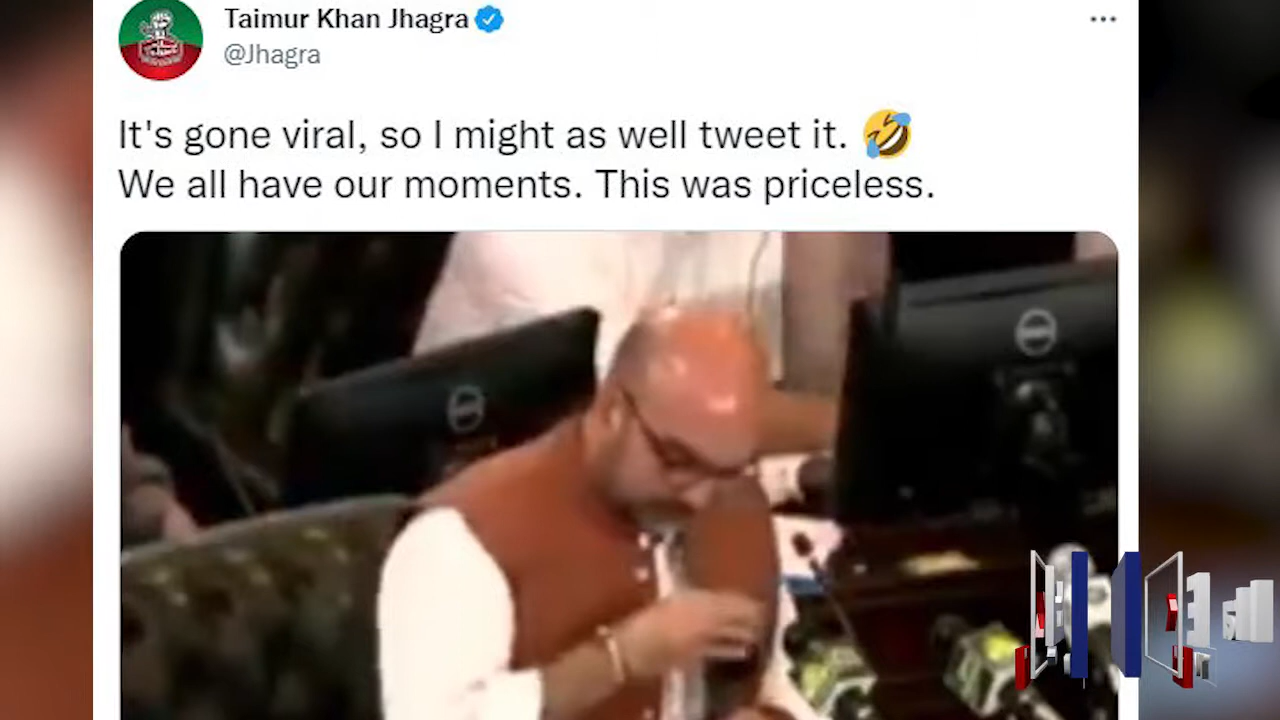 Taimur Khan Jhagra
@Jhagra
It's gone viral, so I might as well tweet it. 🤣
We all have our moments. This was priceless.